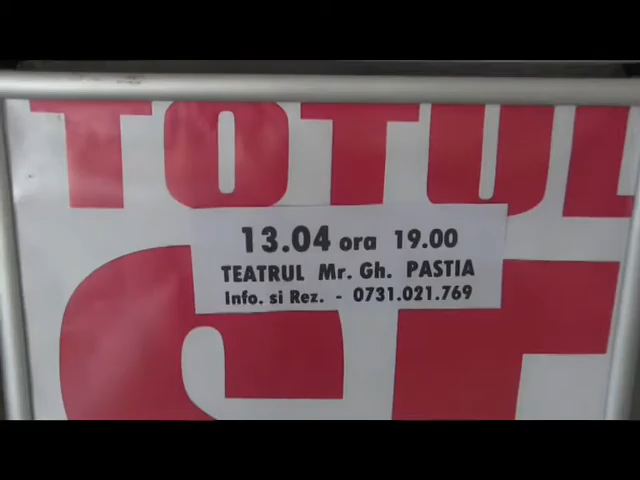 TOTUL
13.04 ora 19.00
TEATRUL Mr. Gh. PASTIA
Info. si Rez. - 0731.021.769